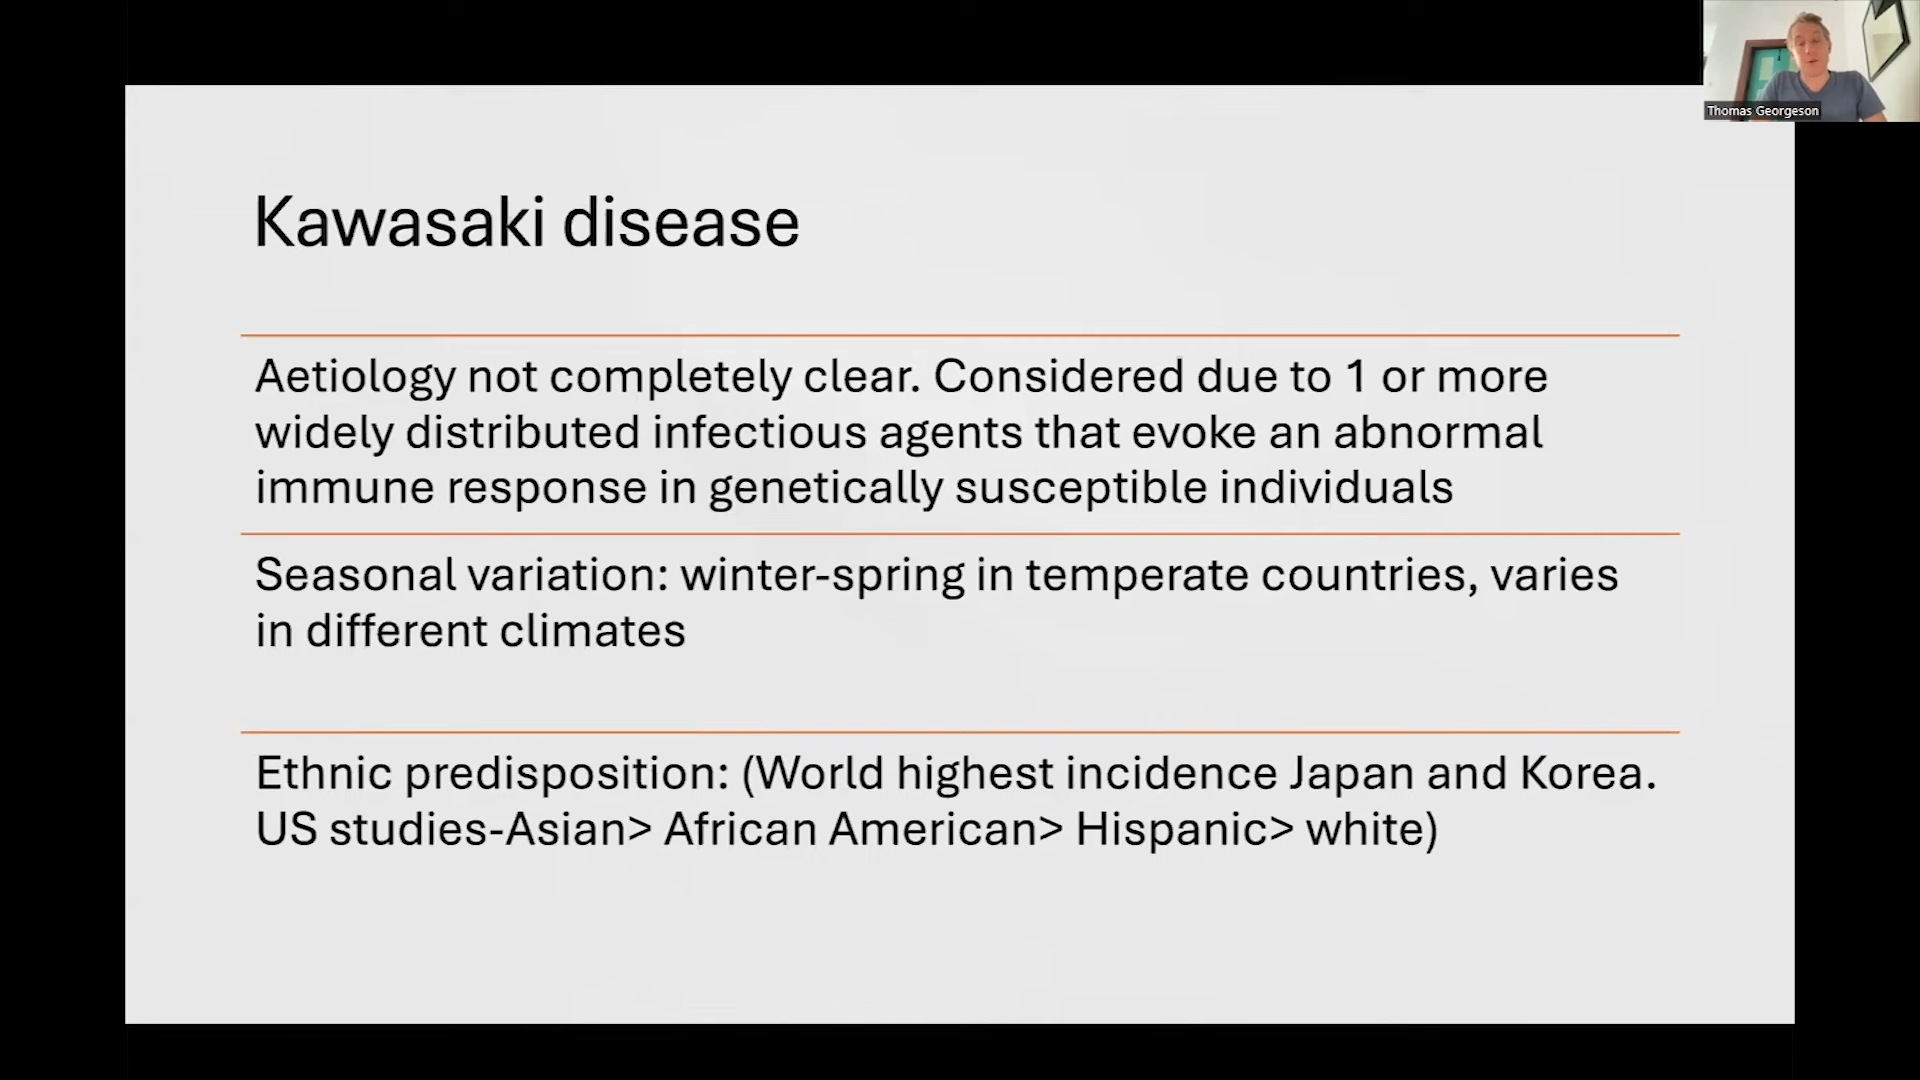 Thomas Georgeson
Kawasaki disease
Aetiology not completely clear. Considered due to 1 or more
widely distributed infectious agents that evoke an abnormal
immune response in genetically susceptible individuals
Seasonal variation: winter-spring in temperate countries, varies
in different climates
Ethnic predisposition: (World highest incidence Japan and Korea.
US studies-Asian> African American> Hispanic> white)